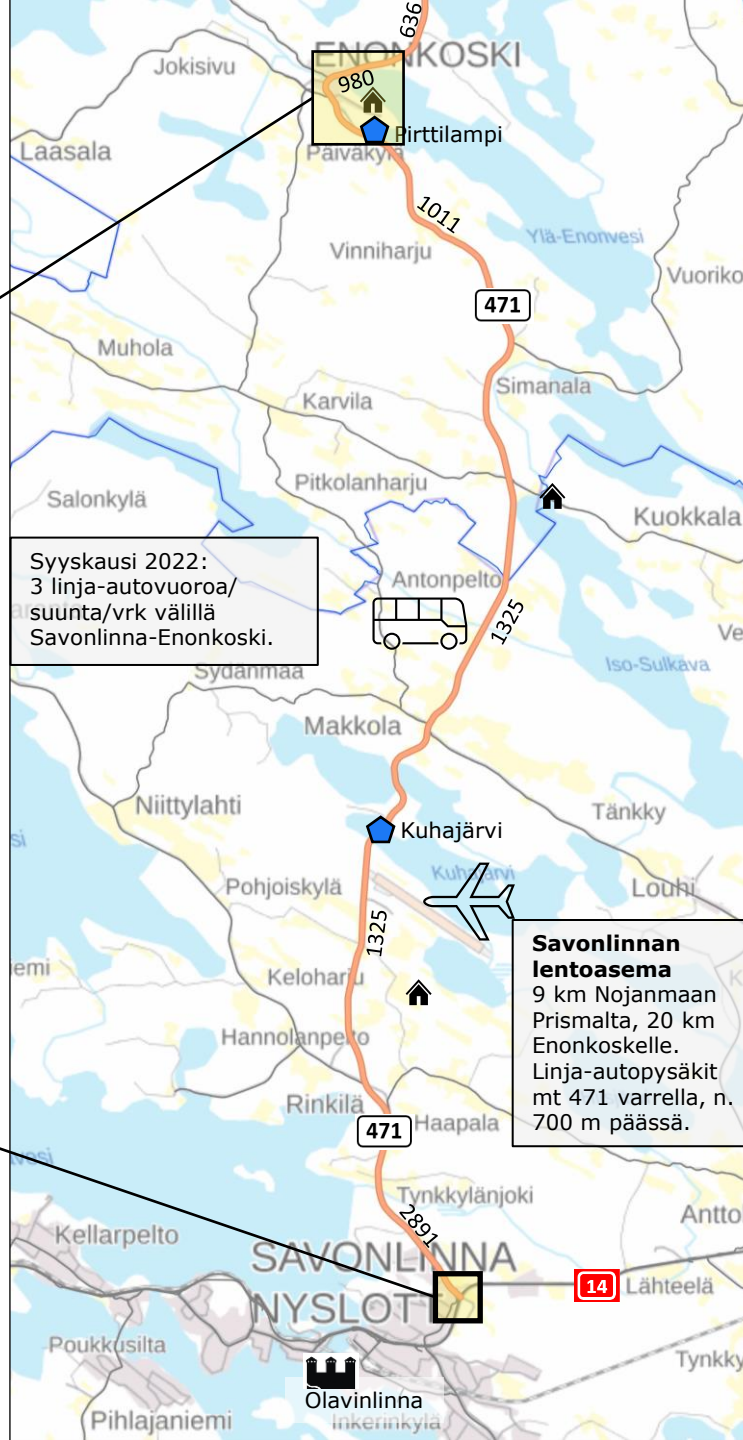 636
ENONKOSKI
Jokisivu
980
Pirttilampi
Laasala
Päiväkylä
1011
Ylä-Enonvesi
Vinniharju
Vuoriko
471
Muhola
Simanala
Karvila
Pitkolanharju
Salonkylä
Kuokkala
Syyskausi 2022:
3 linja-autovuoroa/
suunta/vrk välillä
Savonlinna-Enonkoski.
Antonpelto
1325
Ve
Iso-Sulkava
Sydänmaa
Makkola
Niittylahti
Tänkky
Kuhajärvi
si
Kuhajärvi
Pohjoiskylä
Louhi
1325
Savonlinnan
lentoasema
9 km Nojanmaan
Prismalta, 20 km
Enonkoskelle.
Linja-autopysäkit
mt 471 varrella, n.
700 m päässä.
iemi
Keloharju
Hannolanpelto
Rinkilä
Haapala
471
vesi
Tynkkylänjoki
Antto
2891
Kellarpelto
SAVONLINNA
14
Lähteelä
NYSLOTT
Poukkusilta
Tynkky
Olavinlinna
Pihlajaniemi
Inkerinkylä